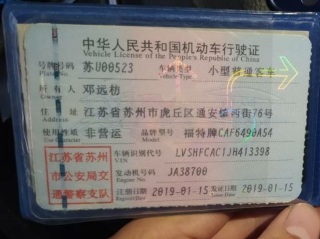 中华人民共和国机动车行驶证
Vehicle License of the People's Republic of China
号牌号码 苏U00523 车辆类型 小型普通客车
Plate No. Vehicle Type
所有人 邓远枋
Owner
住址 江苏省苏州市虎丘区通安镇西街76号
Address
使用性质 非营运 品牌型号 福特牌CAF6490A54
Use Character Model
江苏省苏州 车辆识别代号 LVSHFCAC1JH413398
VIN
市公安局交 发动机号码 JA38700
Engine No.
通警察支队 注册日期 2019-01-15 发证日期 2019-01-15
Register Date Issue Date